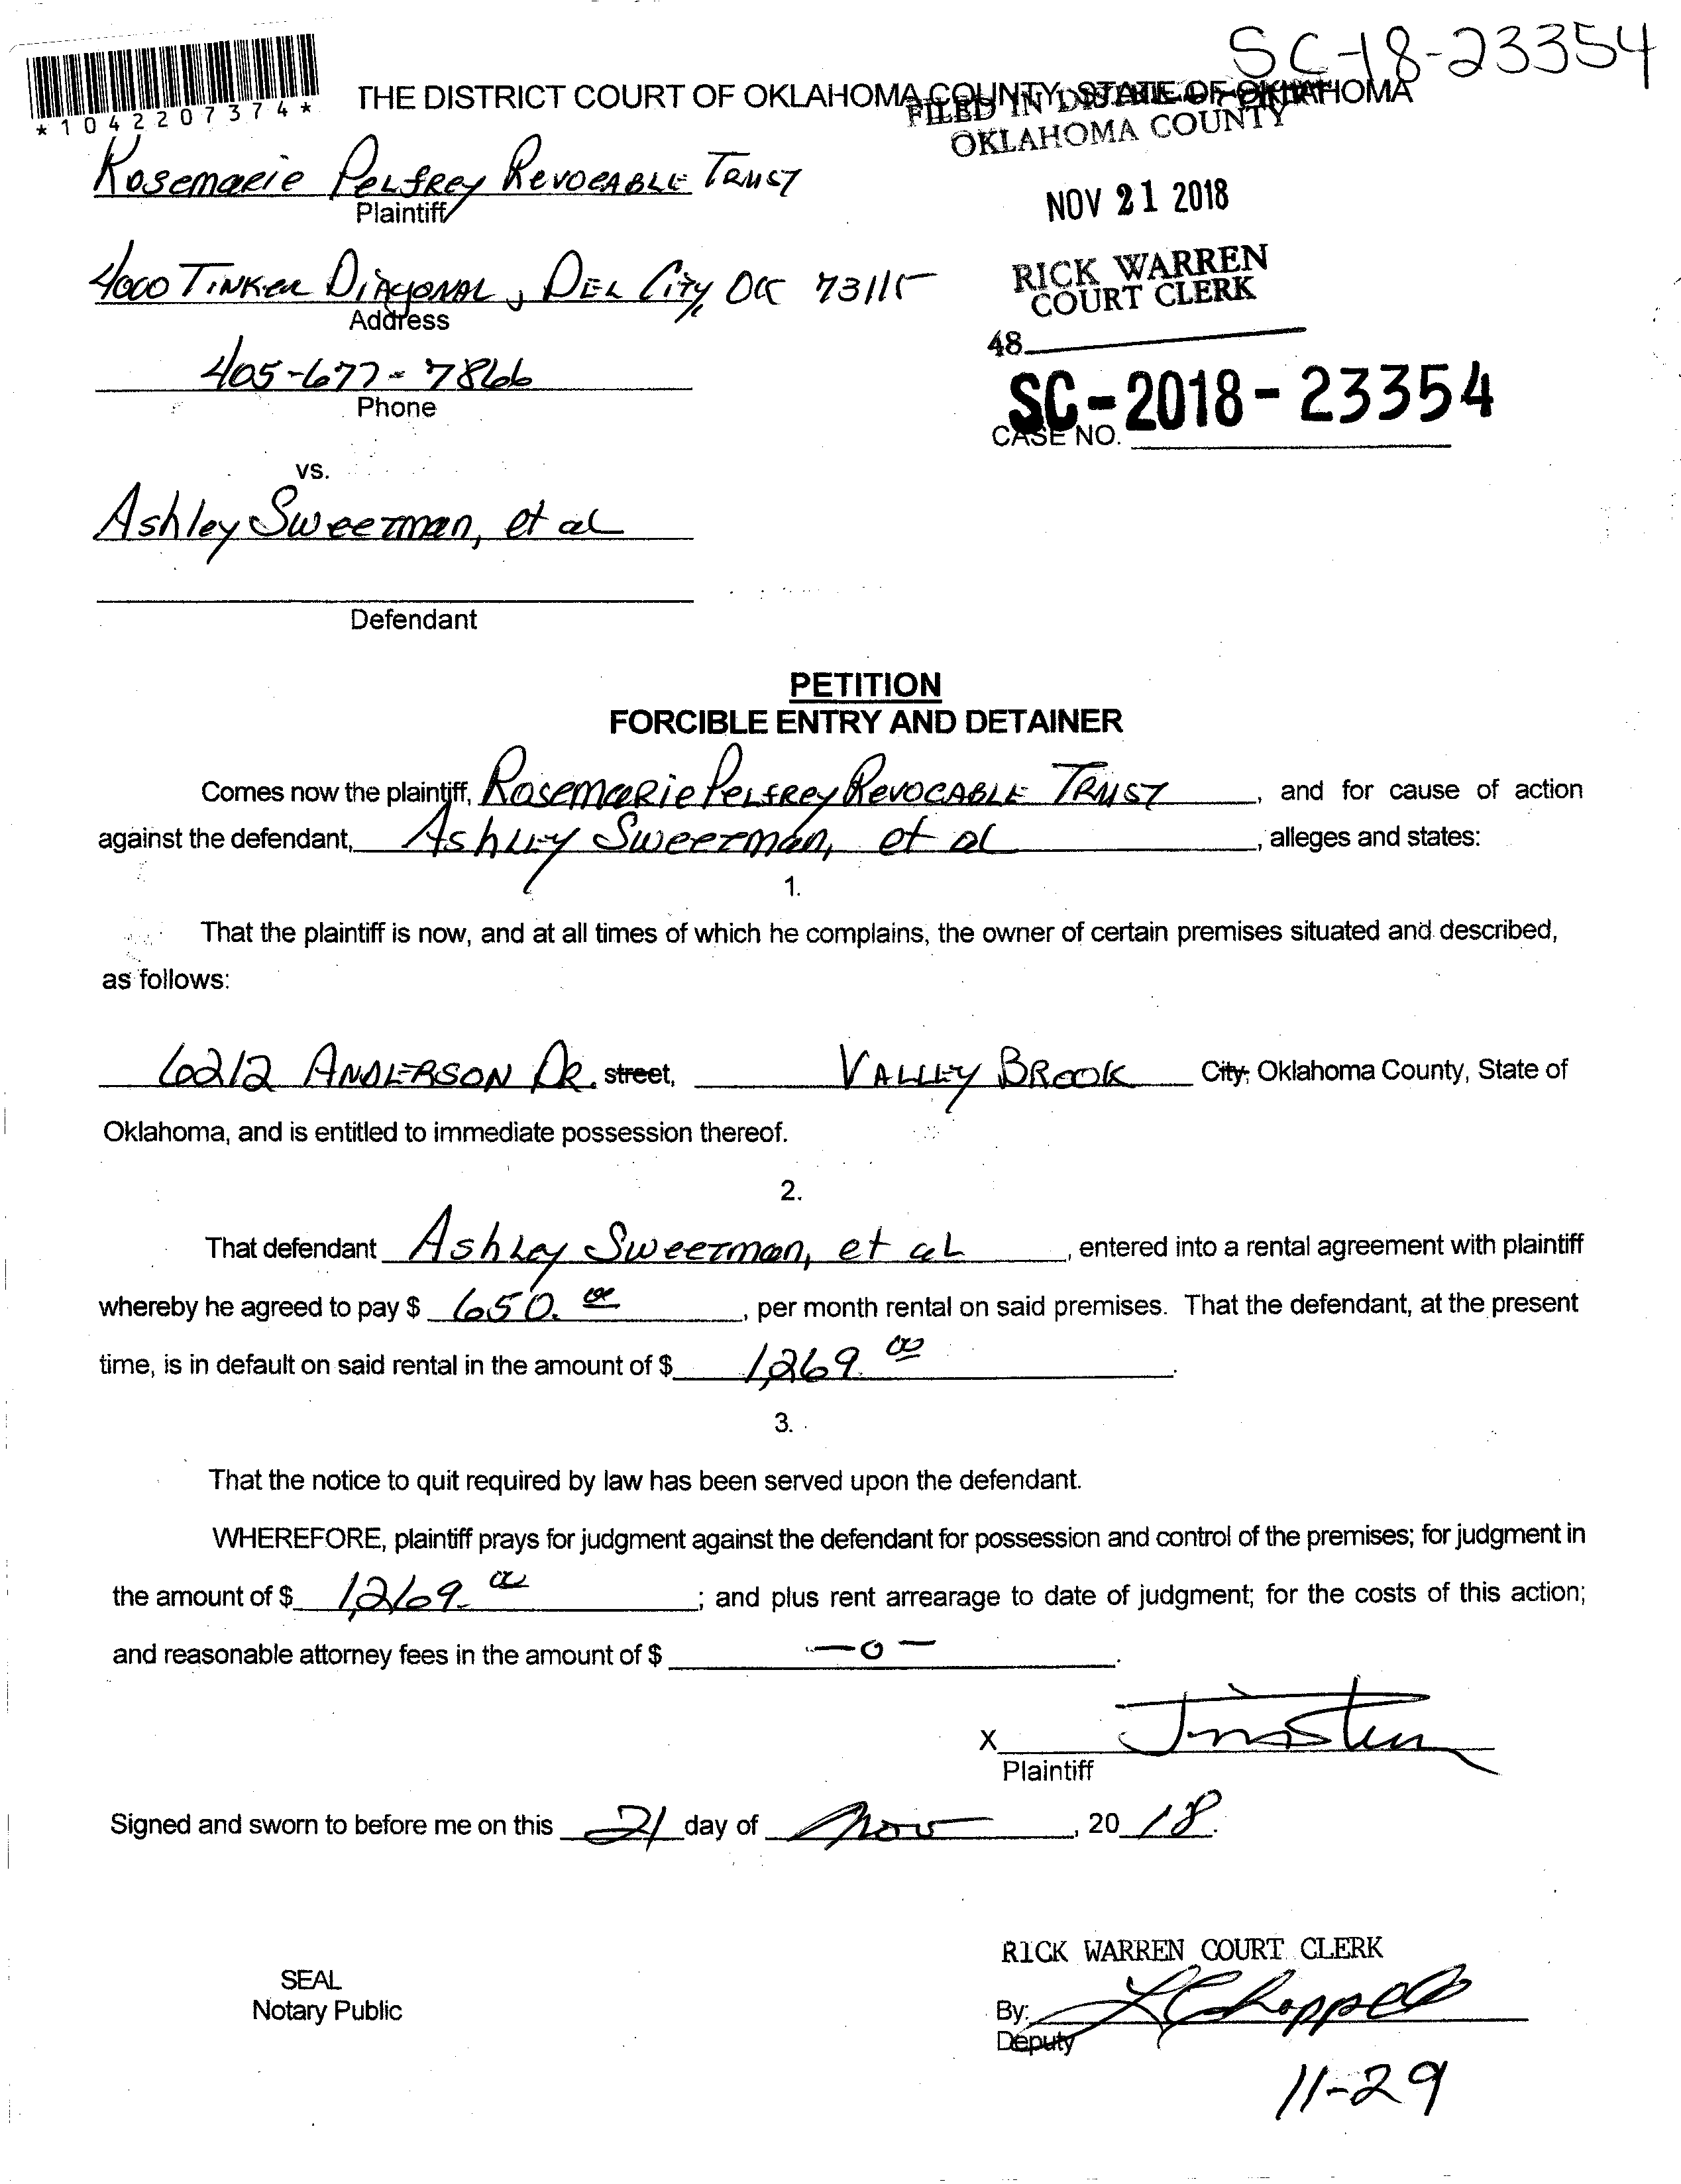 SC-18-23354
*1042207374*
THE DISTRICT COURT OF OKLAHOMA COUNTY, STATE OF OKLAHOMA
FILED IN DISTRICT COURT
OKLAHOMA COUNTY
Rosemarie Pelfrey Revocable Trust
Plaintiff
NOV 21 2018
4000 Tinker Diagonal, Del City, OK 73115
Address
RICK WARREN
COURT CLERK
48
405-677-7866
Phone
SC-2018-23354
CASE NO.
vs.
Ashley Sweetman, et al
Defendant
PETITION
FORCIBLE ENTRY AND DETAINER
Comes now the plaintiff, Rosemarie Pelfrey Revocable Trust, and for cause of action
against the defendant, Ashley Sweetman, et al, alleges and states:
1.
That the plaintiff is now, and at all times of which he complains, the owner of certain premises situated and described,
as follows:
6212 Anderson Dr. street, Valley Brook City, Oklahoma County, State of
Oklahoma, and is entitled to immediate possession thereof.
2.
That defendant Ashley Sweetman, et al, entered into a rental agreement with plaintiff
whereby he agreed to pay $ 650.00, per month rental on said premises. That the defendant, at the present
time, is in default on said rental in the amount of $ 1,269.00.
3.
That the notice to quit required by law has been served upon the defendant.
WHEREFORE, plaintiff prays for judgment against the defendant for possession and control of the premises; for judgment in
the amount of $ 1,269.00; and plus rent arrearage to date of judgment; for the costs of this action;
and reasonable attorney fees in the amount of $ -0-.
X
Plaintiff
Signed and sworn to before me on this 21 day of Nov, 2018.
RICK WARREN COURT CLERK
SEAL
Notary Public
By:
Deputy
11-29